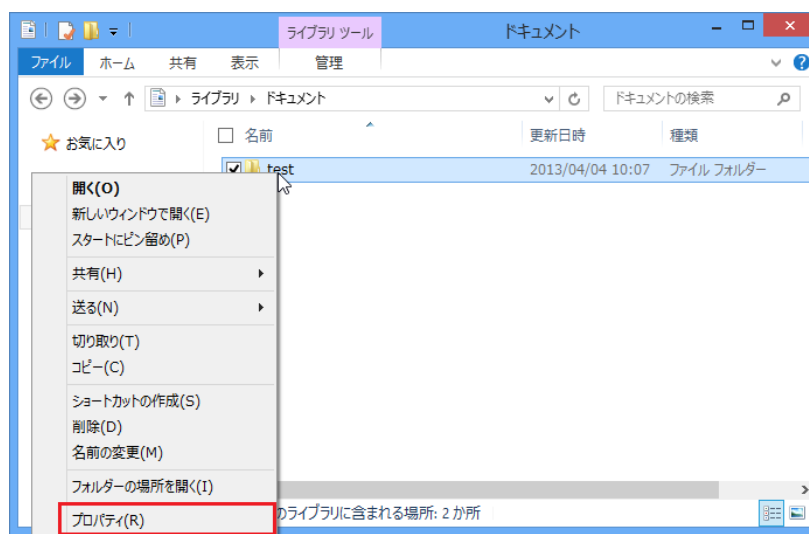 ライブラリ ツール
ドキュメント
ファイル ホーム 共有 表示 管理
ライブラリ ドキュメント ドキュメントの検索
お気に入り
名前 更新日時 種類
test 2013/04/04 10:07 ファイル フォルダー
開く(O)
新しいウィンドウで開く(E)
スタートにピン留め(P)
共有(H)
送る(N)
切り取り(T)
コピー(C)
ショートカットの作成(S)
削除(D)
名前の変更(M)
フォルダーの場所を開く(I)
プロパティ(R)
のライブラリに含まれる場所: 2 か所